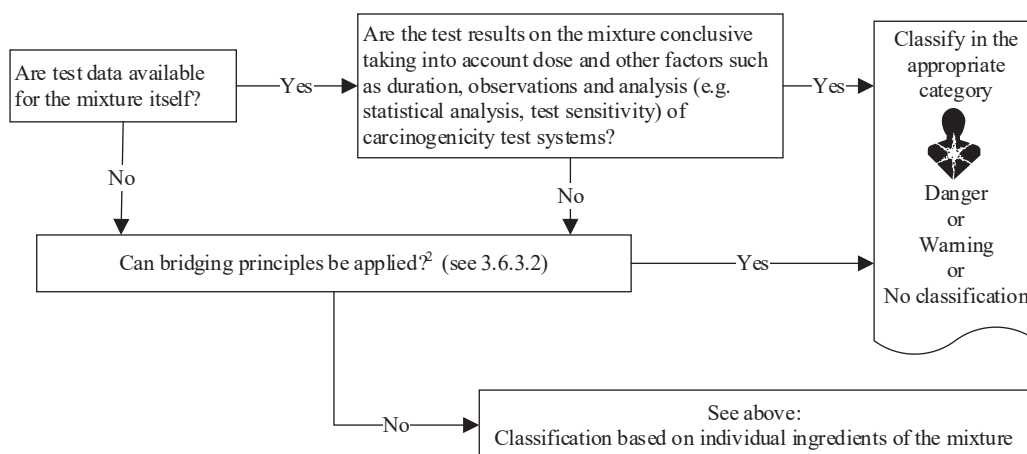 Are test data available
for the mixture itself?
Yes
Are the test results on the mixture conclusive
taking into account dose and other factors such
as duration, observations and analysis (e.g.
statistical analysis, test sensitivity) of
carcinogenicity test systems?
Yes
Classify in the
appropriate
category
Danger
or
Warning
or
No classification
No
No
Can bridging principles be applied?² (see 3.6.3.2)
Yes
No
See above:
Classification based on individual ingredients of the mixture